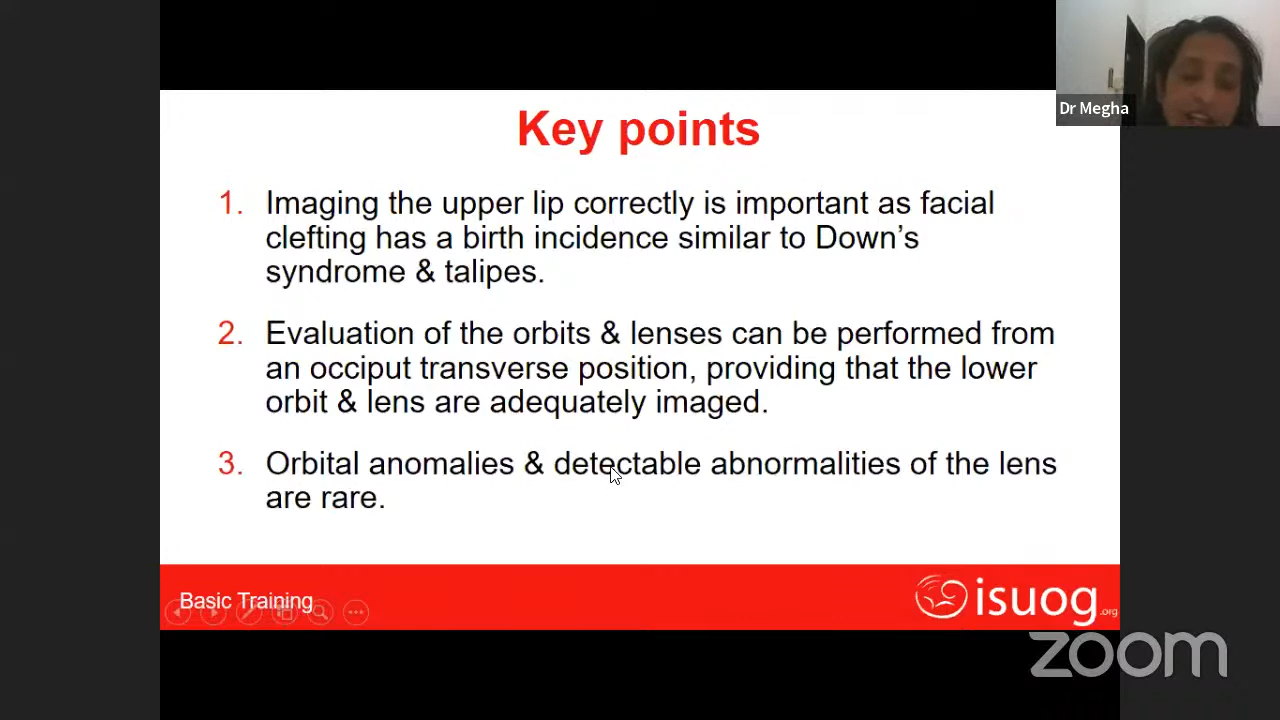 Dr Megha
Key points
1. Imaging the upper lip correctly is important as facial
clefting has a birth incidence similar to Down's
syndrome & talipes.
2. Evaluation of the orbits & lenses can be performed from
an occiput transverse position, providing that the lower
orbit & lens are adequately imaged.
3. Orbital anomalies & detectable abnormalities of the lens
are rare.
Basic Training
isuog.org
zoom